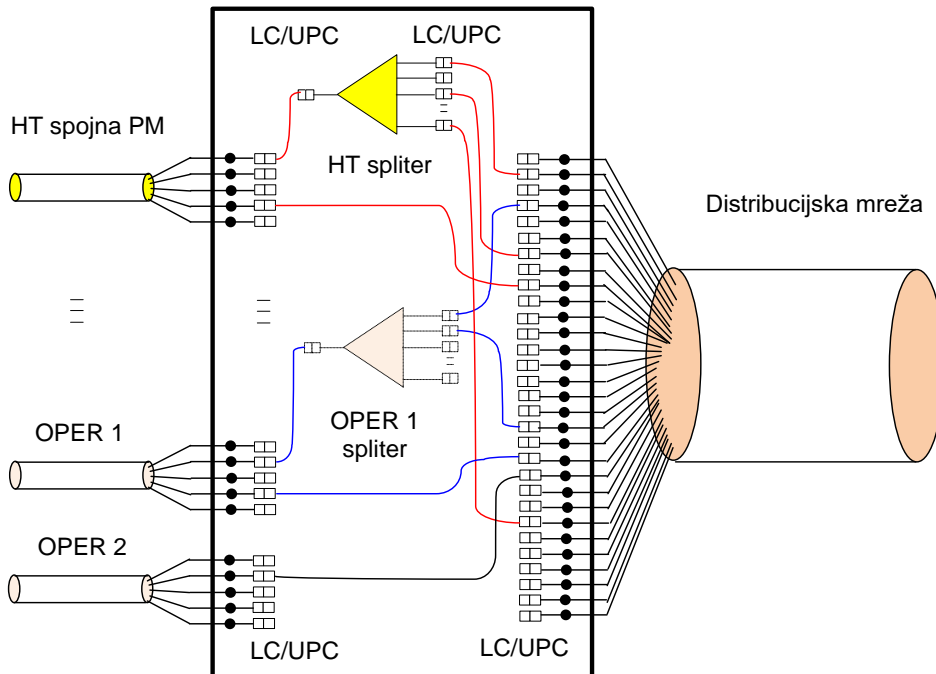 LC/UPC
LC/UPC
HT spojna PM
HT spliter
Distribucijska mreža
OPER 1
OPER 1
spliter
OPER 2
LC/UPC
LC/UPC